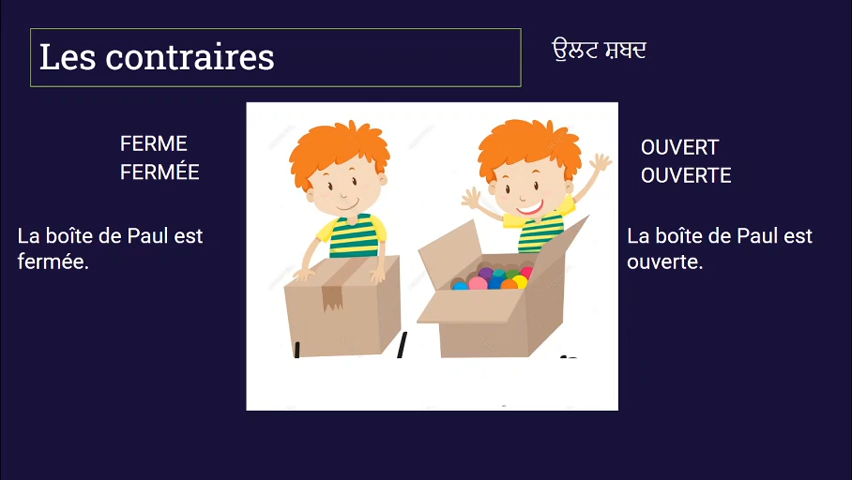 Les contraires
ਉਲਟ ਸ਼ਬਦ
FERME
FERMÉE
OUVERT
OUVERTE
La boîte de Paul est
fermée.
La boîte de Paul est
ouverte.